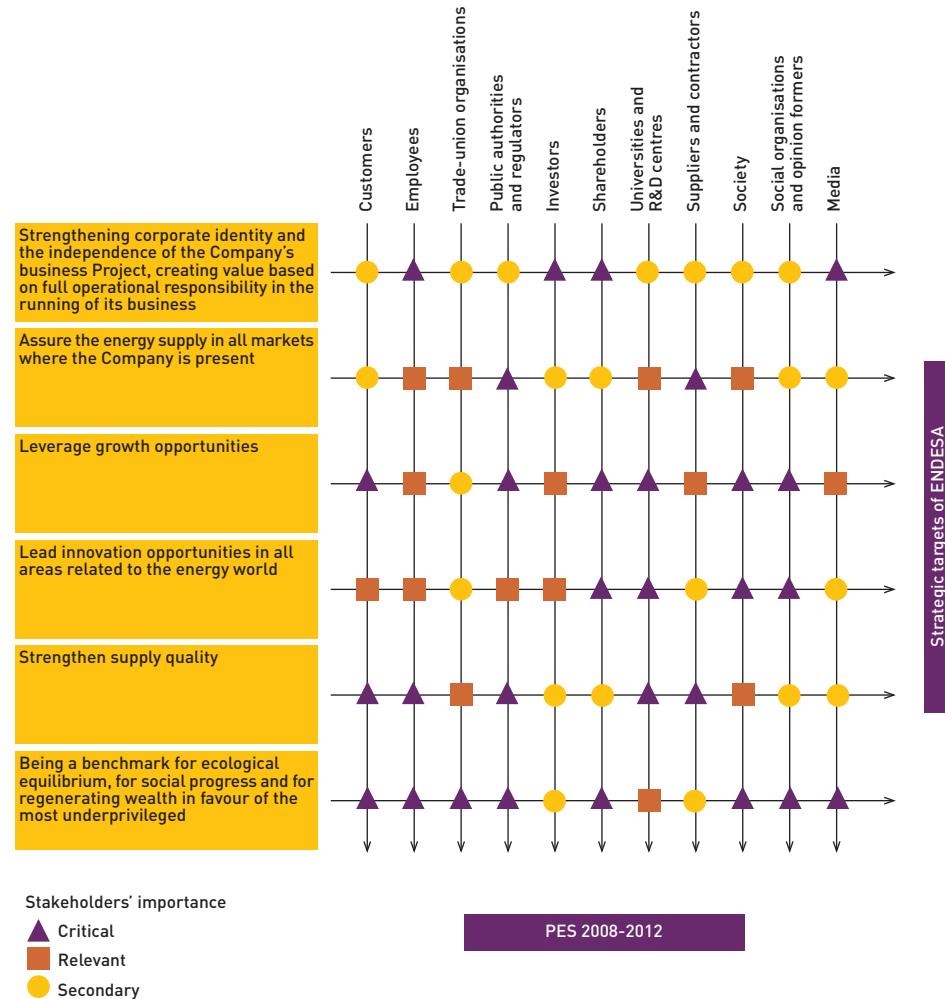 Customers
Employees
Trade-union organisations
Public authorities
and regulators
Investors
Shareholders
Universities and
R&D centres
Suppliers and contractors
Society
Social organisations
and opinion formers
Media
Strengthening corporate identity and
the independence of the Company's
business Project, creating value based
on full operational responsibility in the
running of its business
Assure the energy supply in all markets
where the Company is present
Leverage growth opportunities
Lead innovation opportunities in all
areas related to the energy world
Strengthen supply quality
Being a benchmark for ecological
equilibrium, for social progress and for
regenerating wealth in favour of the
most underprivileged
Strategic targets of ENDESA
Stakeholders' importance
Critical
Relevant
Secondary
PES 2008-2012